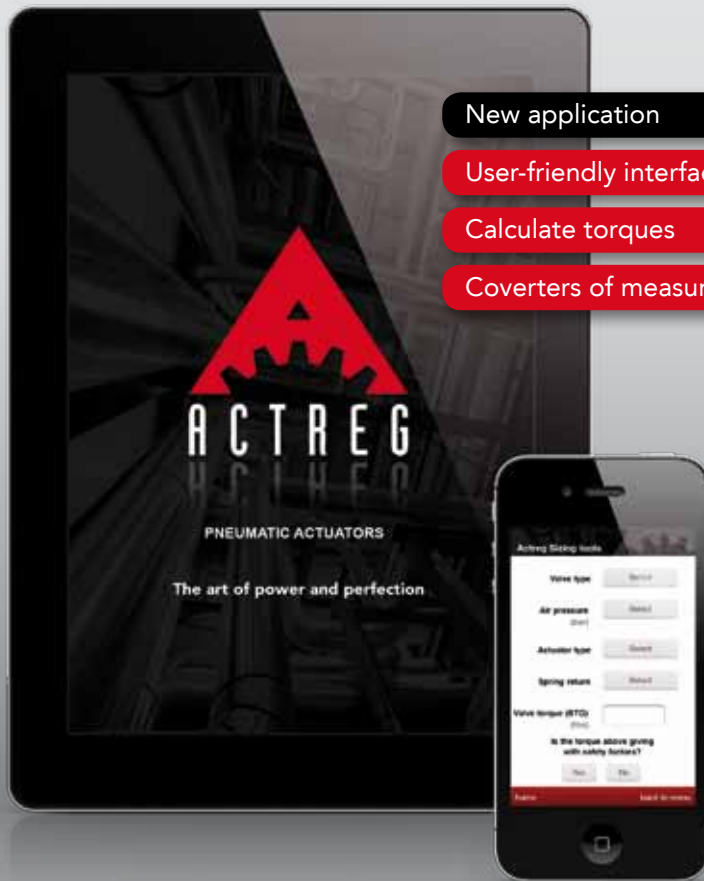 New application
User-friendly interfac
Calculate torques
Coverters of measur
ACTREG
PNEUMATIC ACTUATORS
The art of power and perfection
Actreg Sizing tools
Valve type
Select
Air pressure
(bar)
Select
Actuator type
Select
Spring return
Select
Valve torque (BTO)
Is the torque above giving
with safety factors?
Yes No
home back to menu